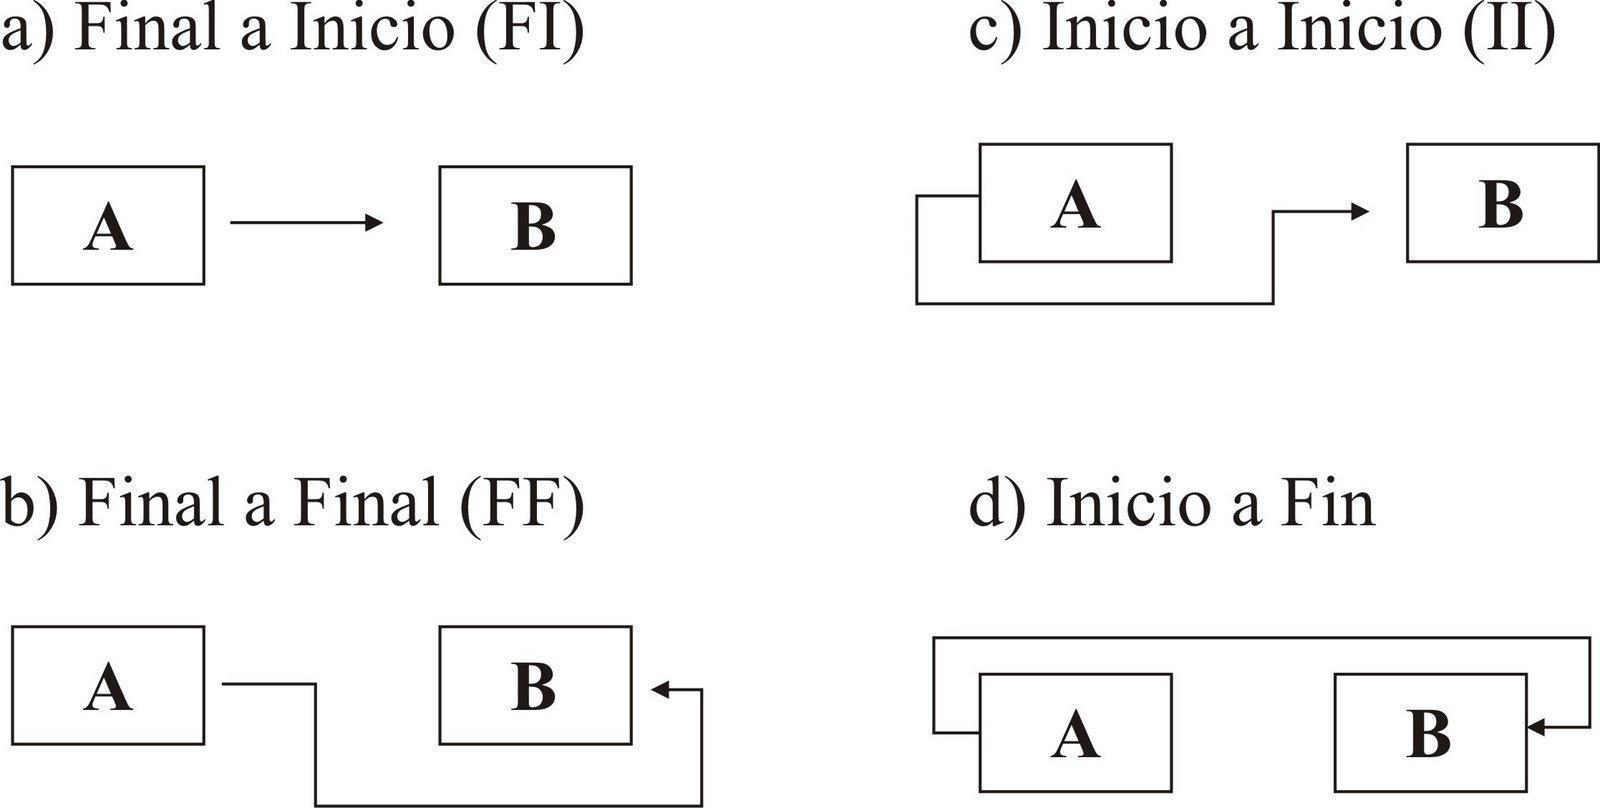 a) Final a Inicio (FI)
A
B
c) Inicio a Inicio (II)
A
B
b) Final a Final (FF)
A
B
d) Inicio a Fin
A
B